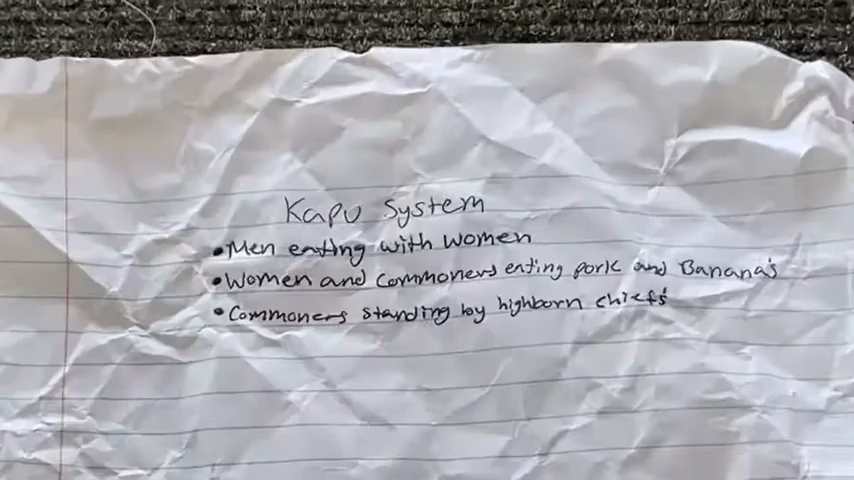 Kapu System
•Men eating with women
•Women and Commoners eating pork and Banana's
•Commoners standing by highborn chiefs'